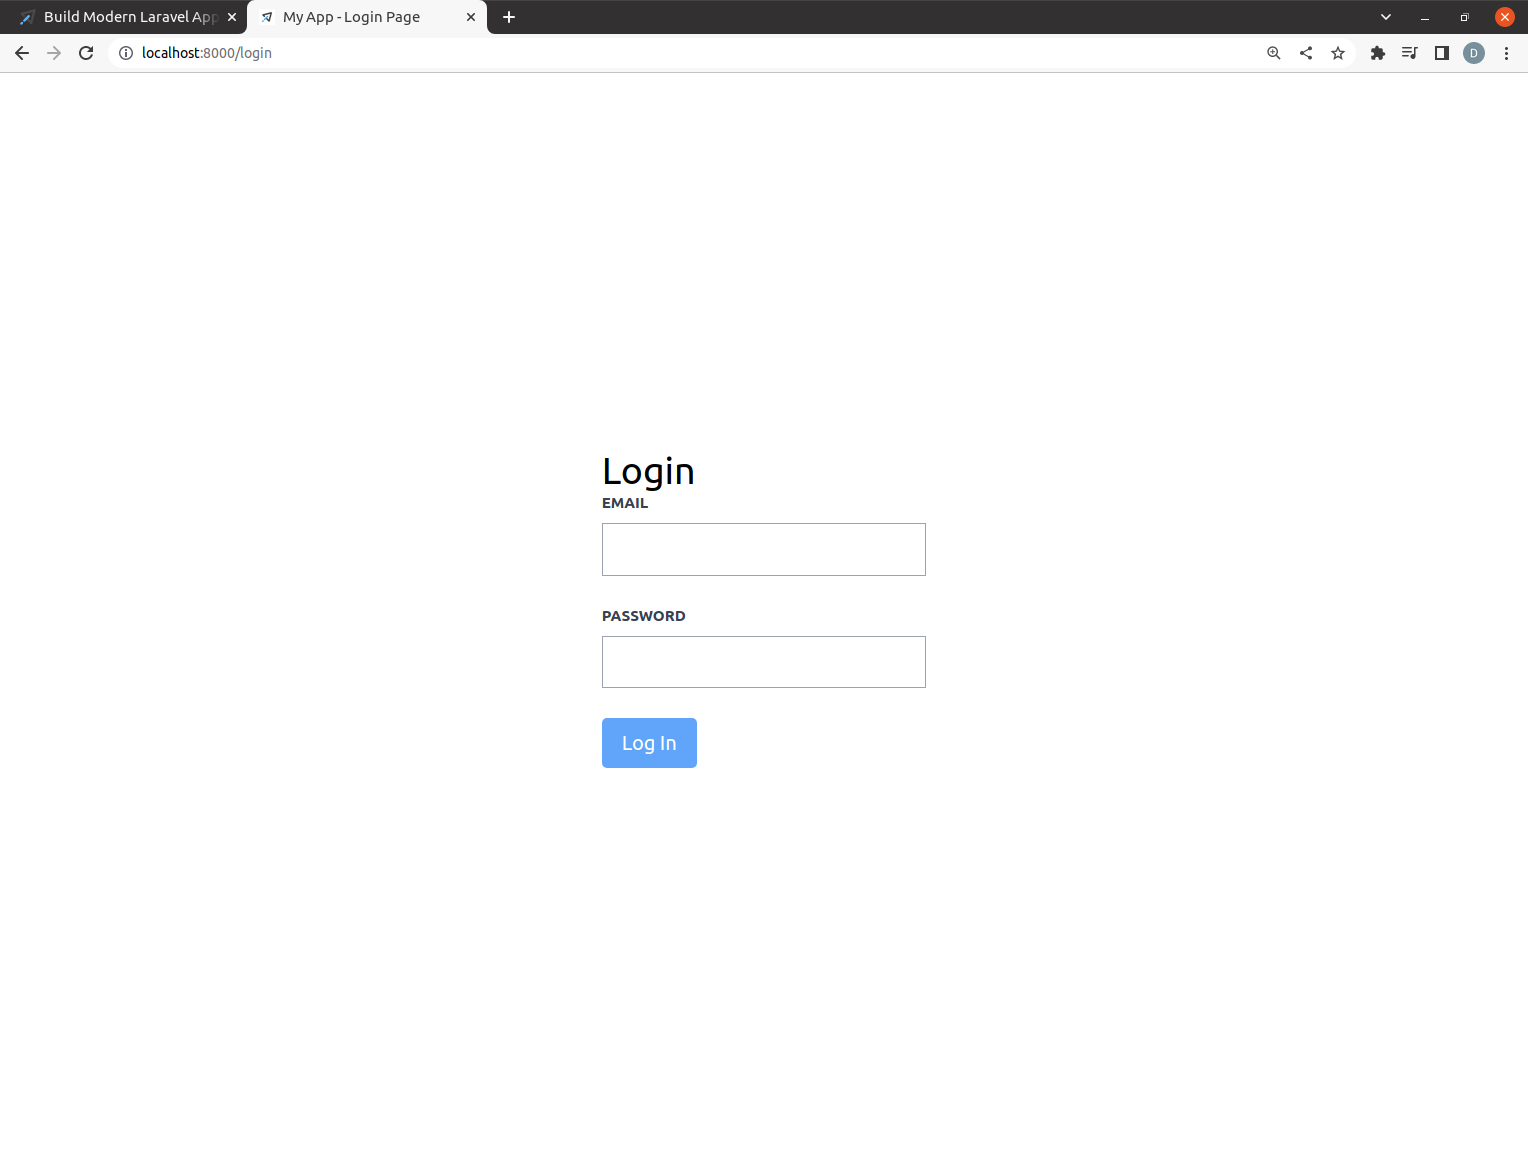 Build Modern Laravel App
My App - Login Page
localhost:8000/login
D
Login
EMAIL
PASSWORD
Log In